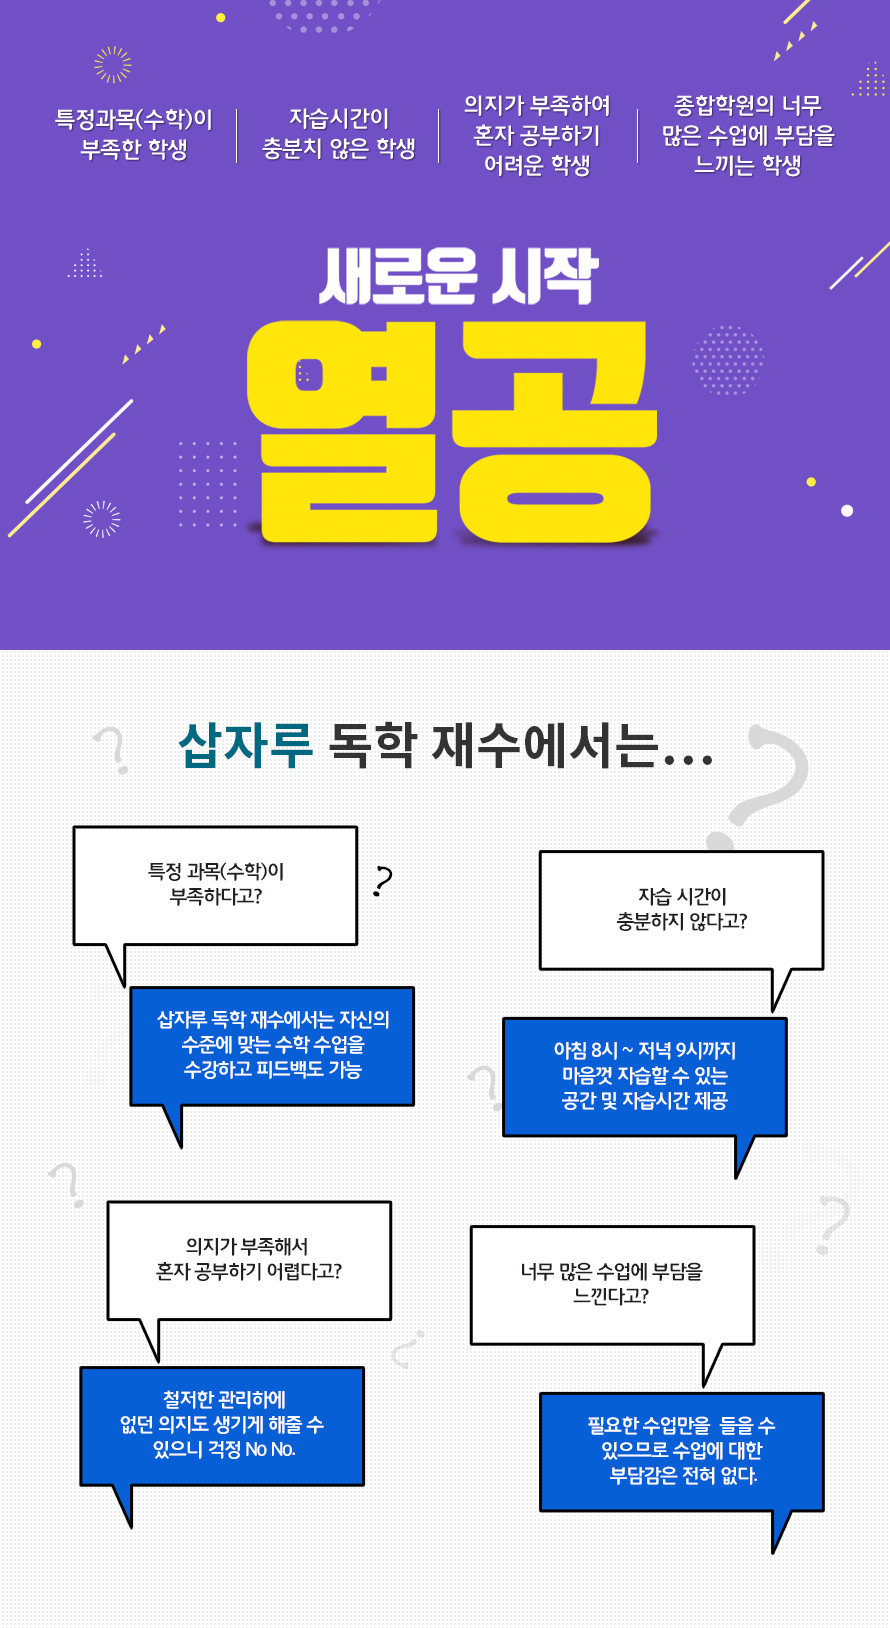 특정과목(수학)이
부족한 학생
자습시간이
충분치 않은 학생
의지가 부족하여
혼자 공부하기
어려운 학생
종합학원의 너무
많은 수업에 부담을
느끼는 학생
새로운 시작
열공
삽자루 독학 재수에서는...
특정 과목(수학)이
부족하다고?
?
삽자루 독학 재수에서는 자신의
수준에 맞는 수학 수업을
수강하고 피드백도 가능
자습 시간이
충분하지 않다고?
아침 8시 ~ 저녁 9시까지
마음껏 자습할 수 있는
공간 및 자습시간 제공
의지가 부족해서
혼자 공부하기 어렵다고?
철저한 관리하에
없던 의지도 생기게 해줄 수
있으니 걱정 No No.
너무 많은 수업에 부담을
느낀다고?
필요한 수업만을 들을 수
있으므로 수업에 대한
부담감은 전혀 없다.